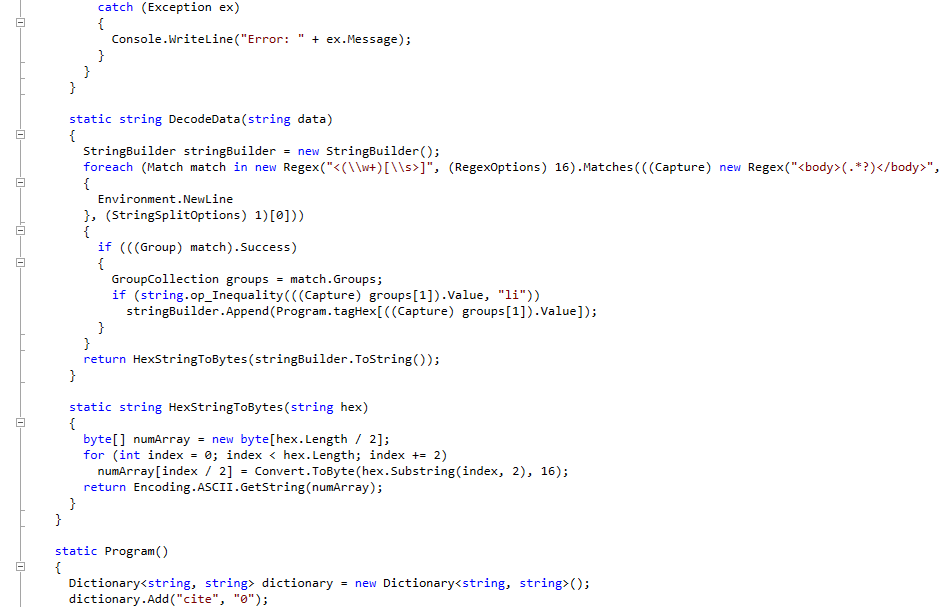 catch (Exception ex)
{
Console.WriteLine("Error: " + ex.Message);
}
}
}
static string DecodeData(string data)
{
StringBuilder stringBuilder = new StringBuilder();
foreach (Match match in new Regex("<(\\w+)[\\s>]", (RegexOptions) 16).Matches(((Capture) new Regex("<body>(.*?)</body>",
{
Environment.NewLine
}, (StringSplitOptions) 1)[0]))
{
if (((Group) match).Success)
{
GroupCollection groups = match.Groups;
if (string.op_Inequality(((Capture) groups[1]).Value, "li"))
stringBuilder.Append(Program.tagHex[((Capture) groups[1]).Value]);
}
}
return HexStringToBytes(stringBuilder.ToString());
}
static string HexStringToBytes(string hex)
{
byte[] numArray = new byte[hex.Length / 2];
for (int index = 0; index < hex.Length; index += 2)
numArray[index / 2] = Convert.ToByte(hex.Substring(index, 2), 16);
return Encoding.ASCII.GetString(numArray);
}
}
static Program()
{
Dictionary<string, string> dictionary = new Dictionary<string, string>();
dictionary.Add("cite", "0");